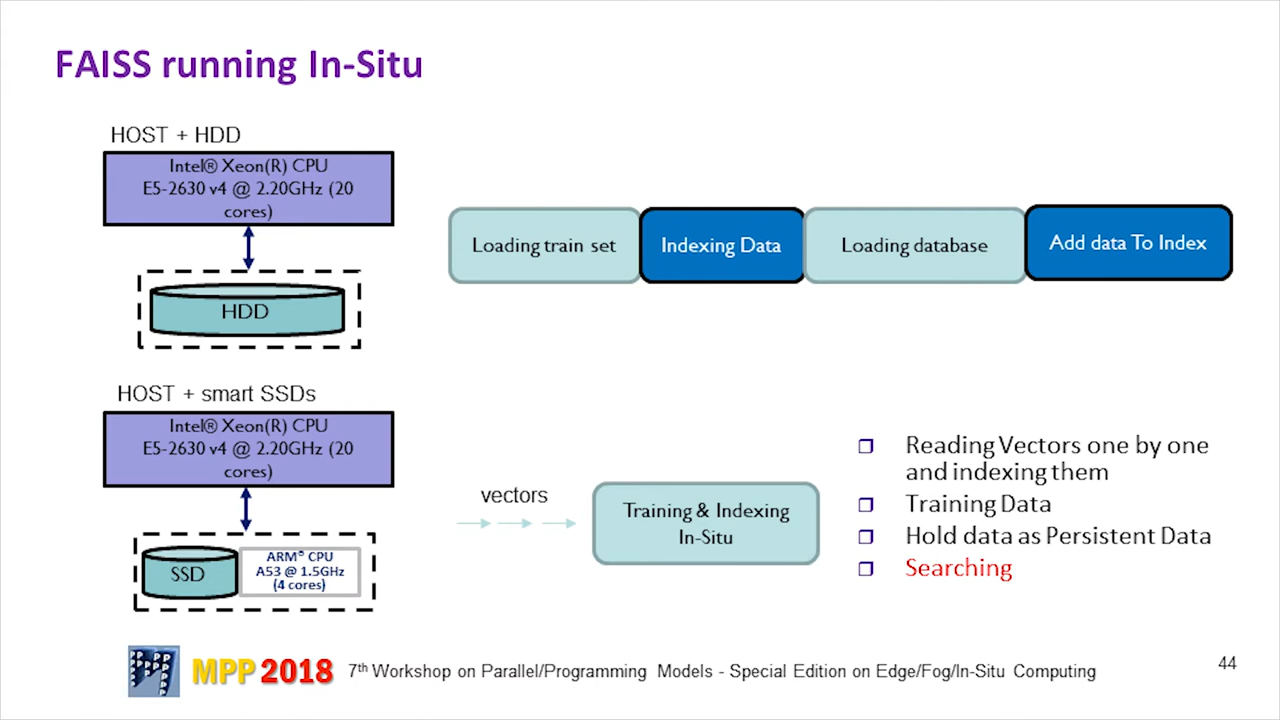 FAISS running In-Situ
HOST + HDD
Intel® Xeon(R) CPU
E5-2630 v4 @ 2.20GHz (20
cores)
HDD
Loading train set
Indexing Data
Loading database
Add data To Index
HOST + smart SSDs
Intel® Xeon(R) CPU
E5-2630 v4 @ 2.20GHz (20
cores)
SSD
ARM® CPU
A53 @ 1.5GHz
(4 cores)
vectors
Training & Indexing
In-Situ
❒ Reading Vectors one by one
and indexing them
❒ Training Data
❒ Hold data as Persistent Data
❒ Searching
MPP 2018
7th Workshop on Parallel/Programming Models - Special Edition on Edge/Fog/In-Situ Computing
44